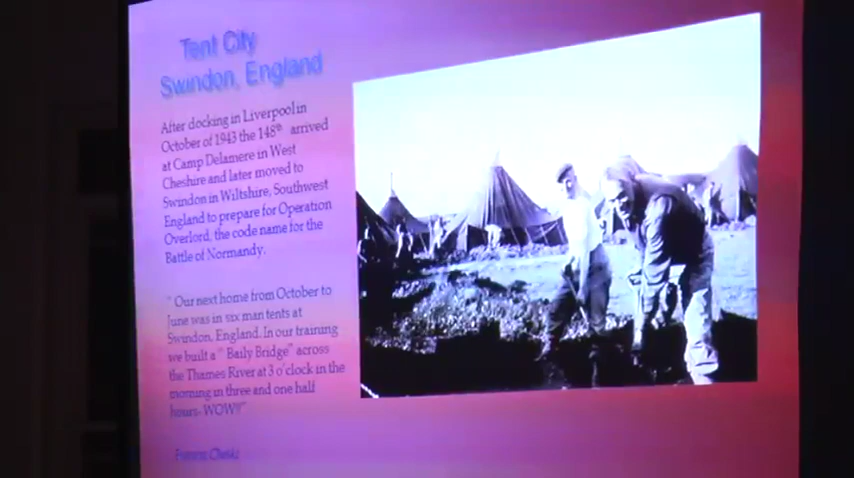 Tent City
Swindon, England
After docking in Liverpool in
October of 1943 the 148th arrived
at Camp Delamere in West
Cheshire and later moved to
Swindon in Wiltshire, Southwest
England to prepare for Operation
Overlord, the code name for the
Battle of Normandy.
" Our next home from October to
June was in six man tents at
Swindon, England. In our training
we built a " Baily Bridge" across
the Thames River at 3 o'clock in the
morning in three and one half
hours- WOW!!"